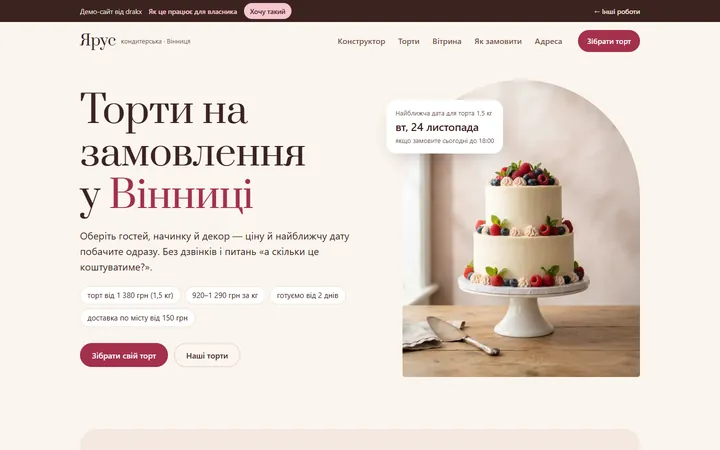 Демо-сайт від drakx Як це працює для власника Хочу такий ← Інші роботи
Ярус кондитерська · Вінниця Конструктор Торти Вітрина Як замовити Адреса Зібрати торт
Торти на
замовлення
у Вінниці
Найближча дата для торта 1,5 кг
вт, 24 листопада
якщо замовите сьогодні до 18:00
Оберіть гостей, начинку й декор — ціну й найближчу дату
побачите одразу. Без дзвінків і питань «а скільки це
коштуватиме?».
торт від 1 380 грн (1,5 кг) 920–1 290 грн за кг готуємо від 2 днів
доставка по місту від 150 грн
Зібрати свій торт Наші торти